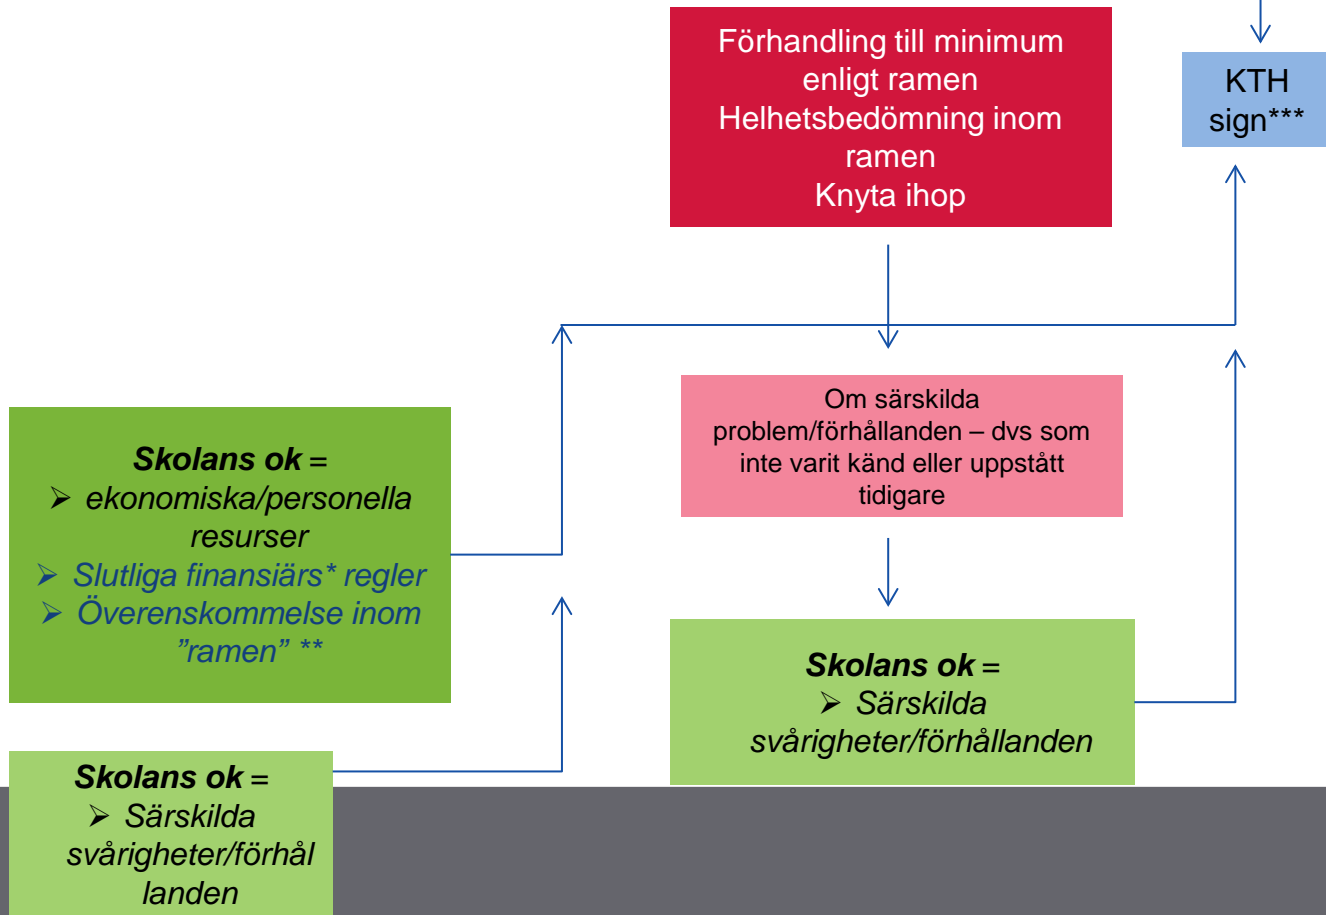 Förhandling till minimum
enligt ramen
Helhetsbedömning inom
ramen
Knyta ihop
KTH
sign***
Om särskilda
problem/förhållanden – dvs som
inte varit känd eller uppstått
tidigare
Skolans ok =
➢ ekonomiska/personella
resurser
➢ Slutliga finansiärs* regler
➢ Överenskommelse inom
”ramen” **
Skolans ok =
➢ Särskilda
svårigheter/förhållanden
Skolans ok =
➢ Särskilda
svårigheter/förhål
landen